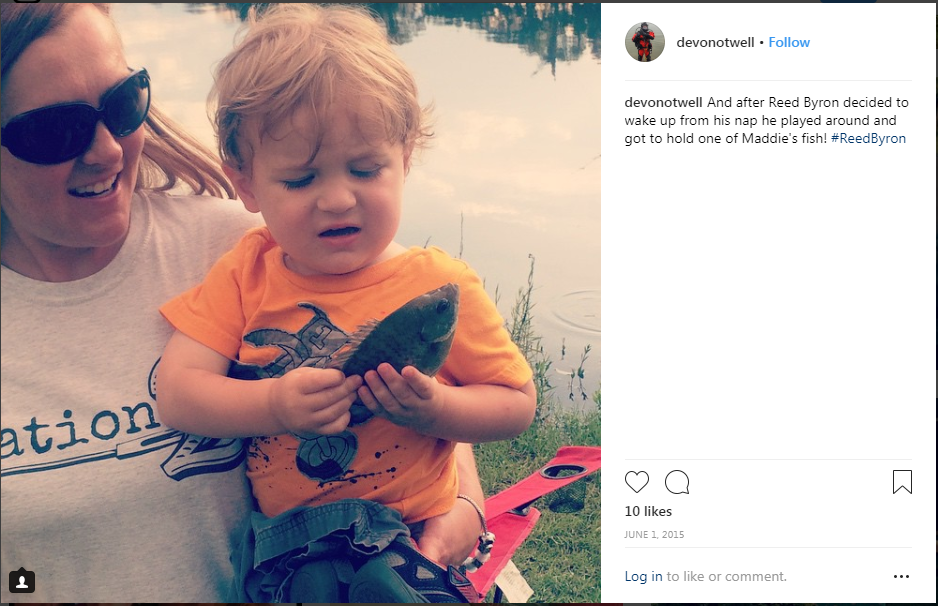 devonotwell • Follow
devonotwell And after Reed Byron decided to
wake up from his nap he played around and
got to hold one of Maddie's fish! #ReedByron
ation
10 likes
JUNE 1, 2015
Log in to like or comment.